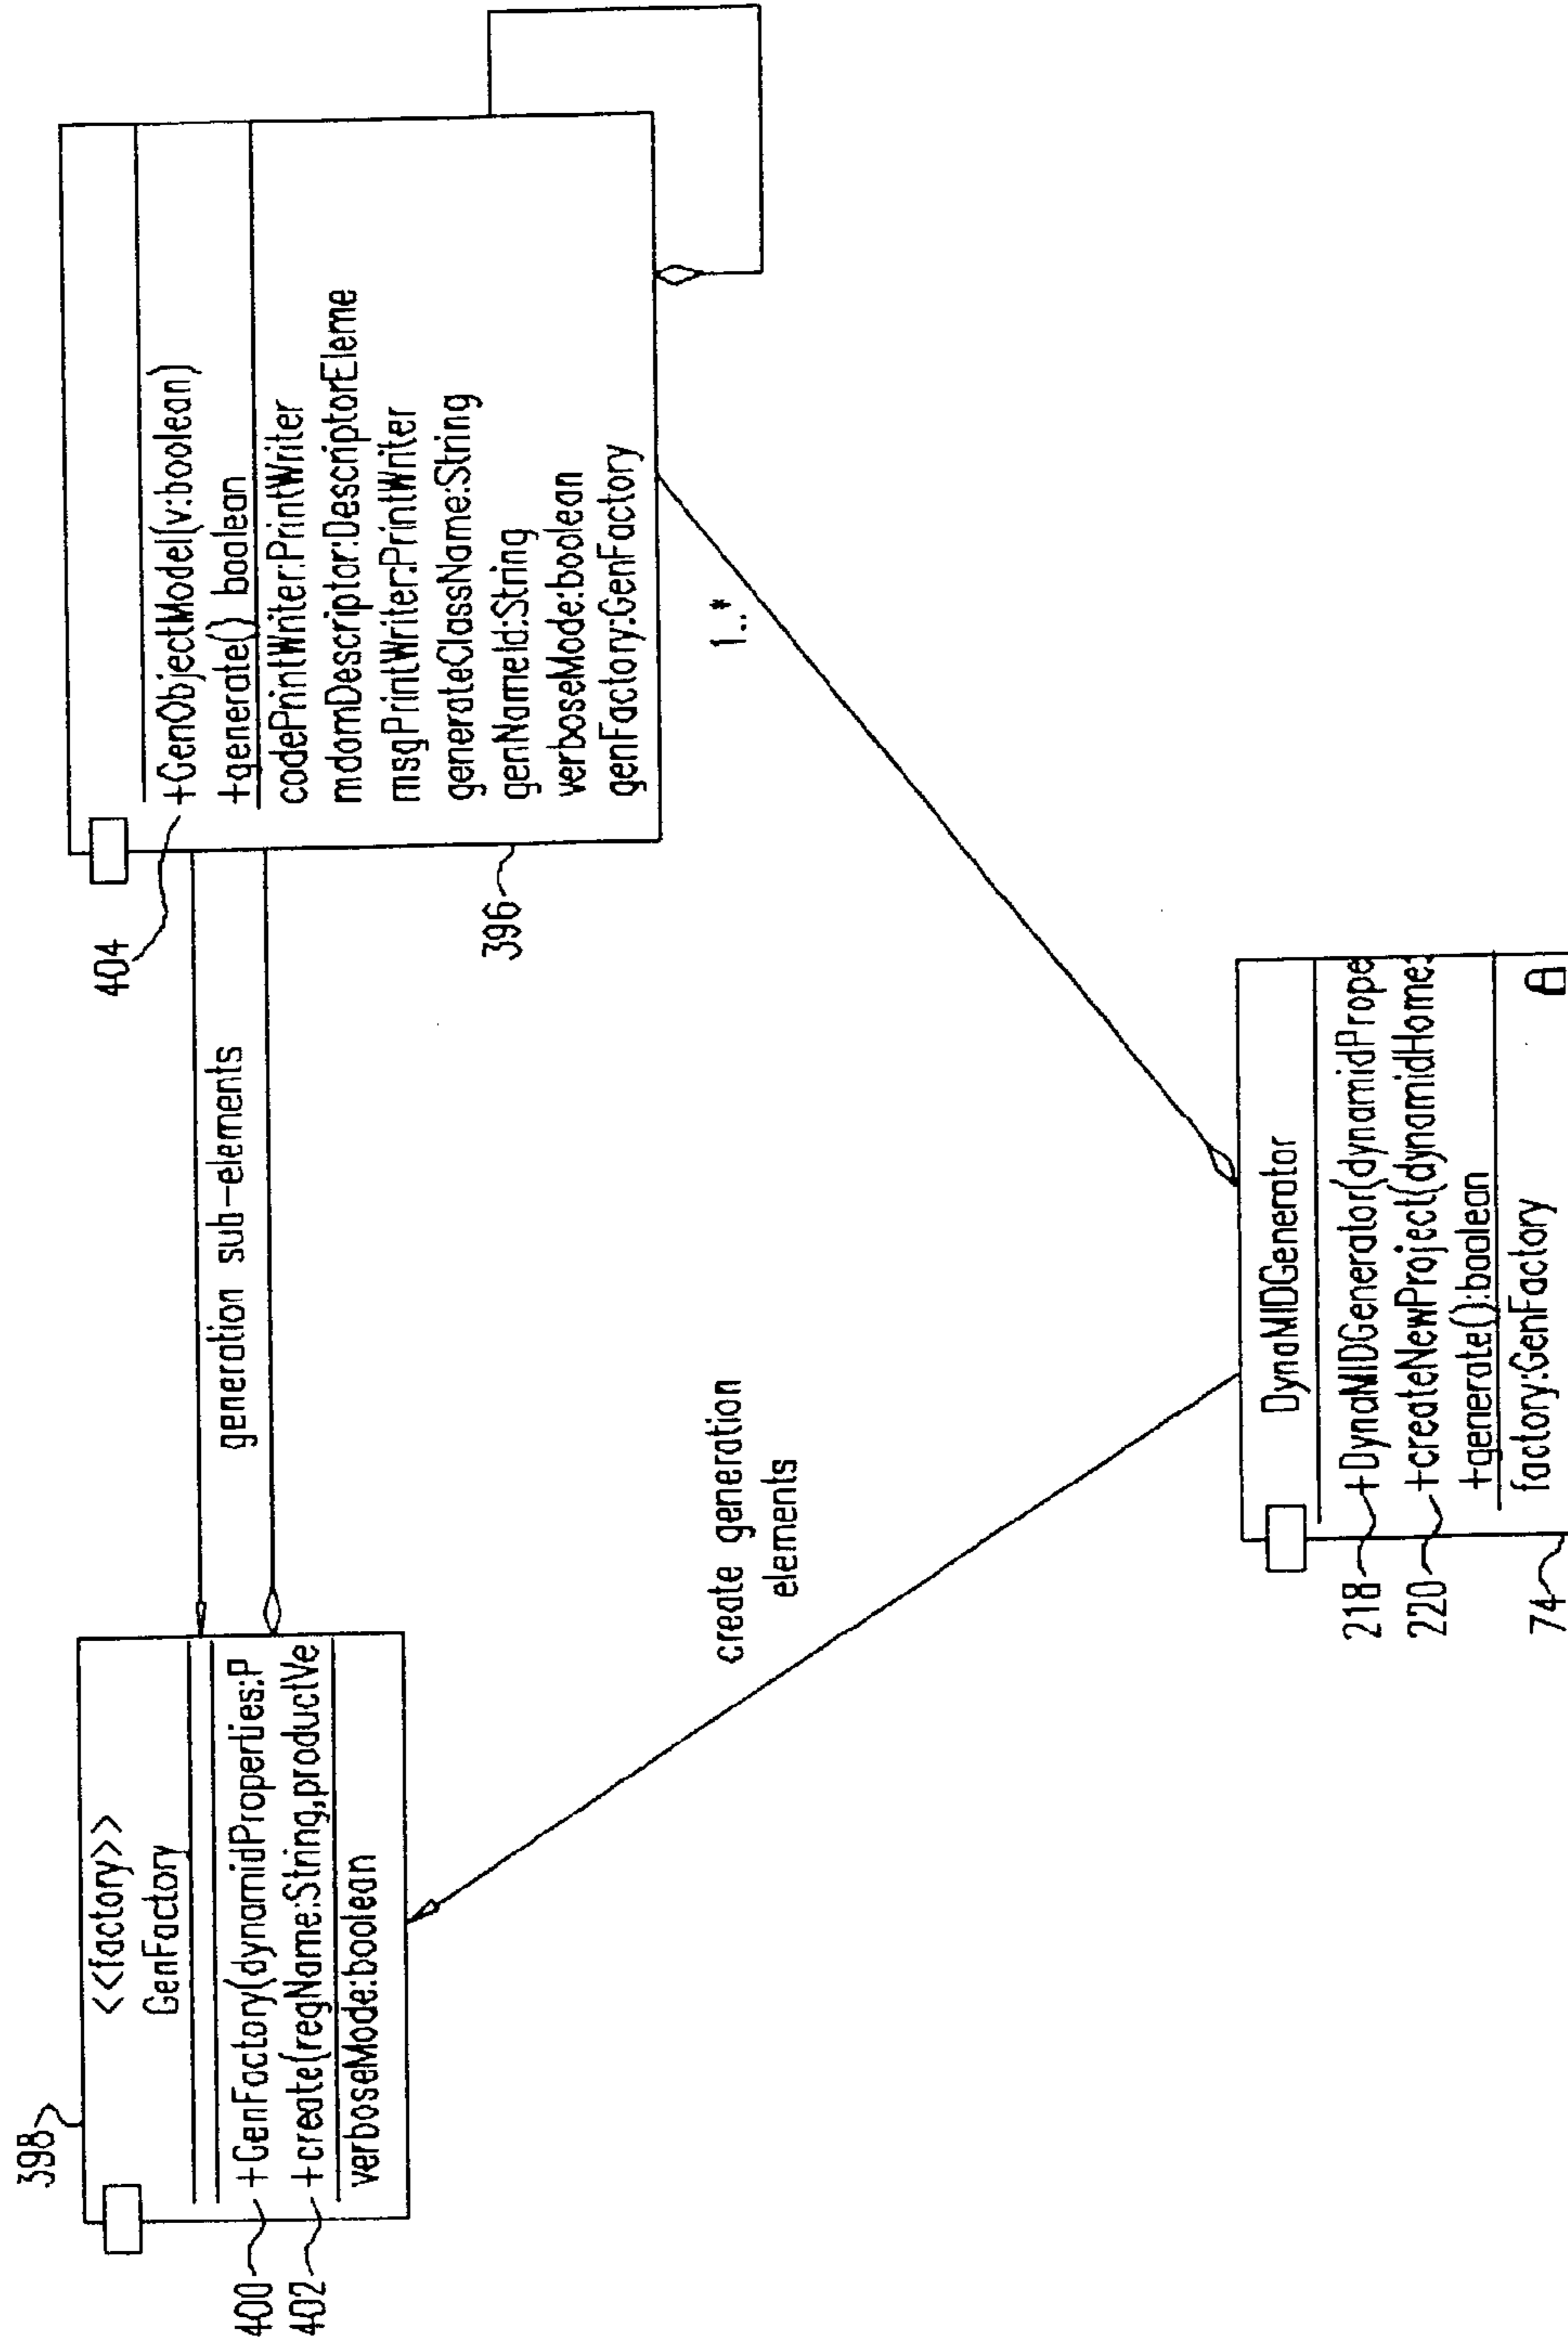 398
<<factory>>
GenFactory
400
+GenFactory(dynamidProperties:P
402
+create(regName:String,productVe
verboseMode:boolean
generation sub-elements
404
+GenObjectModel(v:boolean)
+generate() boolean
codePrintWriter:PrintWriter
mdomDescriptor:DescriptorEleme
msgPrintWriter:PrintWriter
generateClassName:String
genNameId:String
verboseMode:boolean
genFactory:GenFactory
396
1..*
create generation
elements
DynaMIDGenerator
218
+DynaMIDGenerator(dynamidPrope
220
+createNewProject(dynamidHome:
+generate():boolean
factory:GenFactory
74